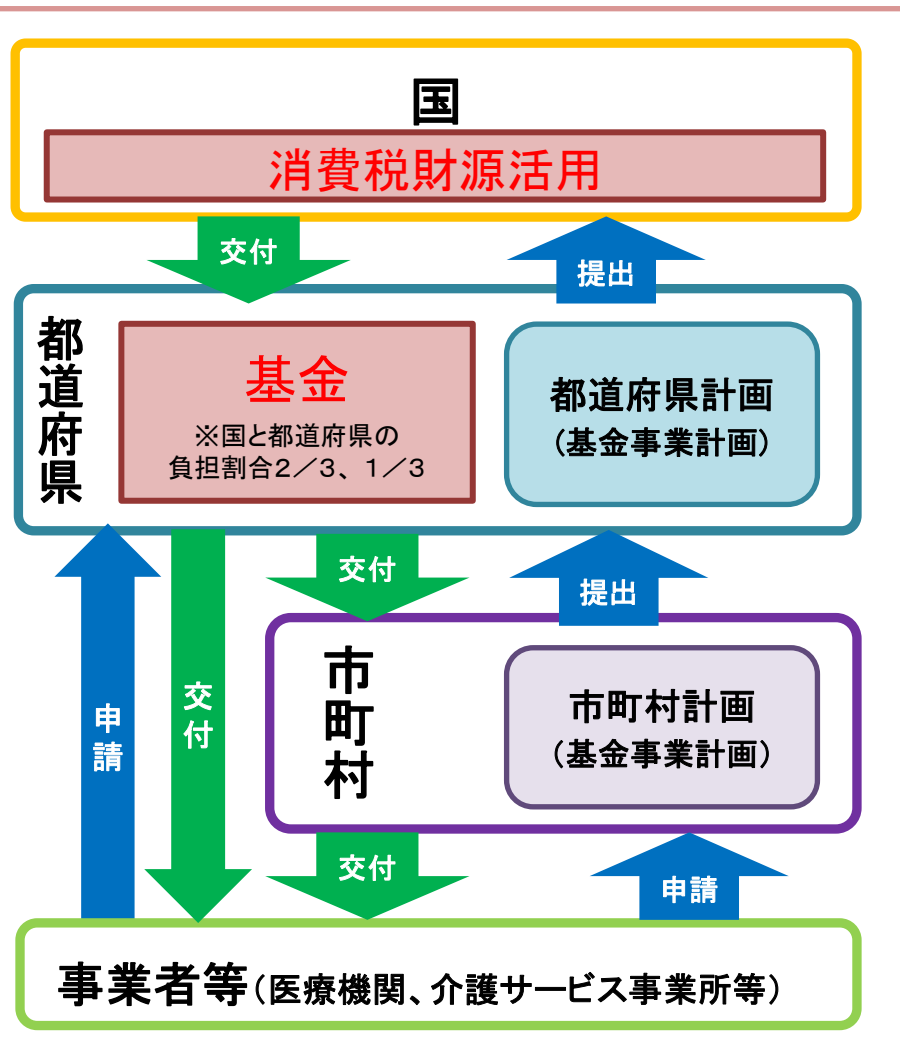 国
消費税財源活用
交付
提出
都道府県
基金
※国と都道府県の
負担割合2／3、1／3
都道府県計画
(基金事業計画)
交付
提出
申請
交付
市町村
市町村計画
(基金事業計画)
交付
申請
事業者等(医療機関、介護サービス事業所等)